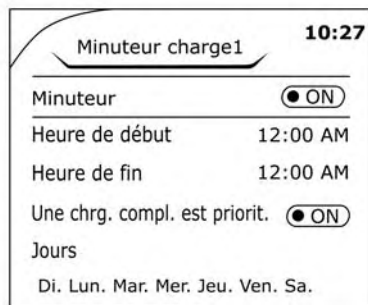 10:27
Minuteur charge1
Minuteur ON
Heure de début 12:00 AM
Heure de fin 12:00 AM
Une chrg. compl. est priorit. ON
Jours
Di. Lun. Mar. Mer. Jeu. Ven. Sa.